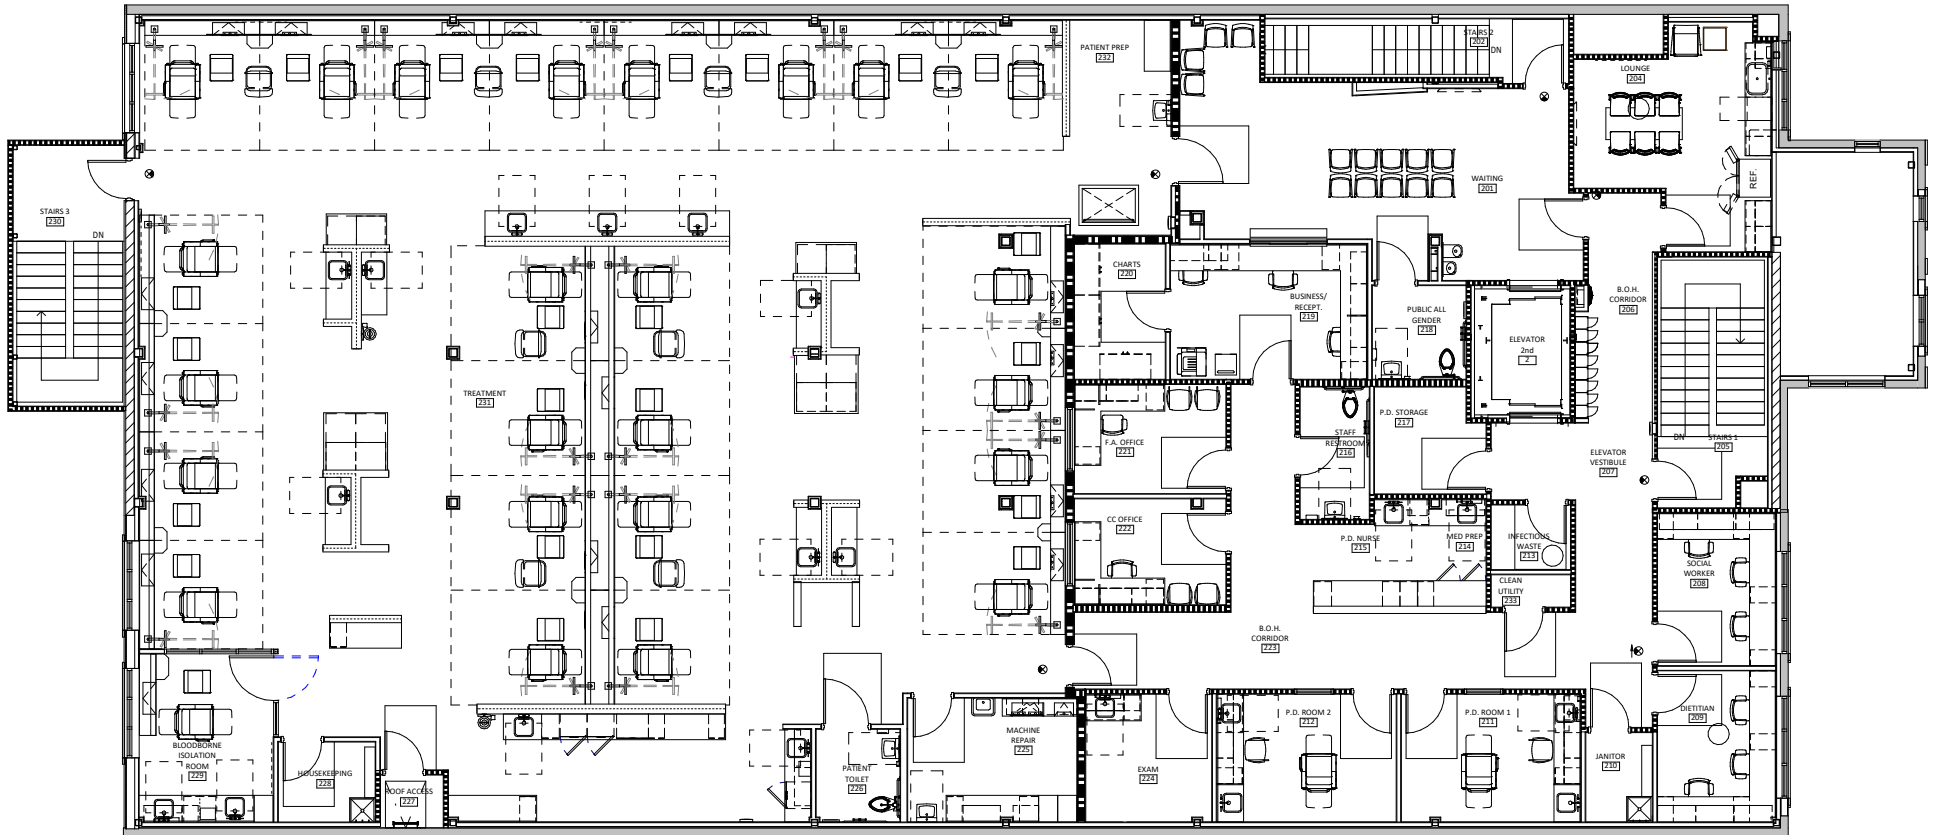 PATIENT PREP
232
STAIRS 2
202
DN
LOUNGE
204
REF.
WAITING
201
STAIRS 3
230
DN
CHARTS
220
BUSINESS/
RECEPT.
219
PUBLIC ALL
GENDER
218
ELEVATOR
2nd
2
B.O.H.
CORRIDOR
206
TREATMENT
231
F.A. OFFICE
221
STAFF
RESTROOM
216
P.D. STORAGE
217
ELEVATOR
VESTIBULE
207
DN
STAIRS 1
205
CC OFFICE
222
P.D. NURSE
215
MED PREP
214
INFECTIOUS
WASTE
213
CLEAN
UTILITY
233
SOCIAL
WORKER
208
B.O.H.
CORRIDOR
223
BLOODBORNE
ISOLATION
ROOM
229
HOUSEKEEPING
228
ROOF ACCESS
227
PATIENT
TOILET
226
MACHINE
REPAIR
225
EXAM
224
P.D. ROOM 2
212
P.D. ROOM 1
211
JANITOR
210
DIETITIAN
209